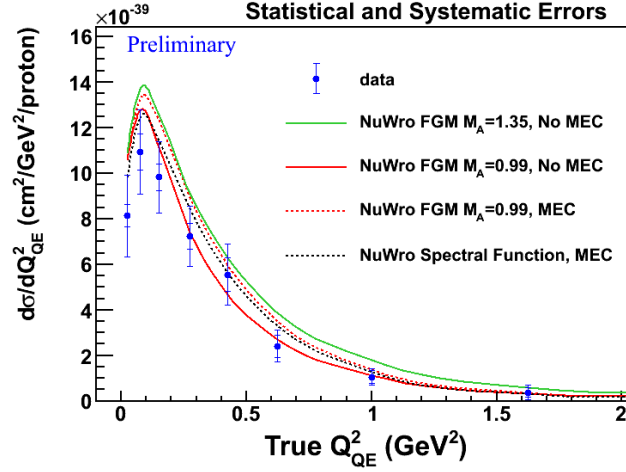 Statistical and Systematic Errors
×10⁻³⁹
Preliminary
data
NuWro FGM M_A=1.35, No MEC
NuWro FGM M_A=0.99, No MEC
NuWro FGM M_A=0.99, MEC
NuWro Spectral Function, MEC
dσ/dQ²_QE (cm²/GeV²/proton)
16
14
12
10
8
6
4
2
0
0 0.5 1 1.5 2
True Q²_QE (GeV²)